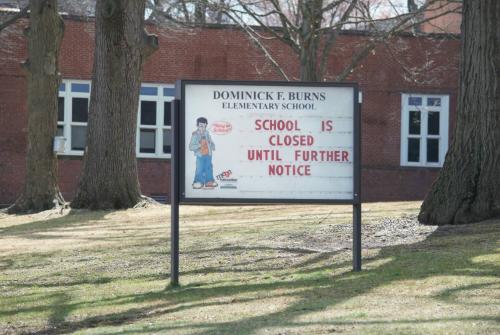 DOMINICK F. BURNS
ELEMENTARY SCHOOL
SCHOOL IS
CLOSED
UNTIL FURTHER
NOTICE